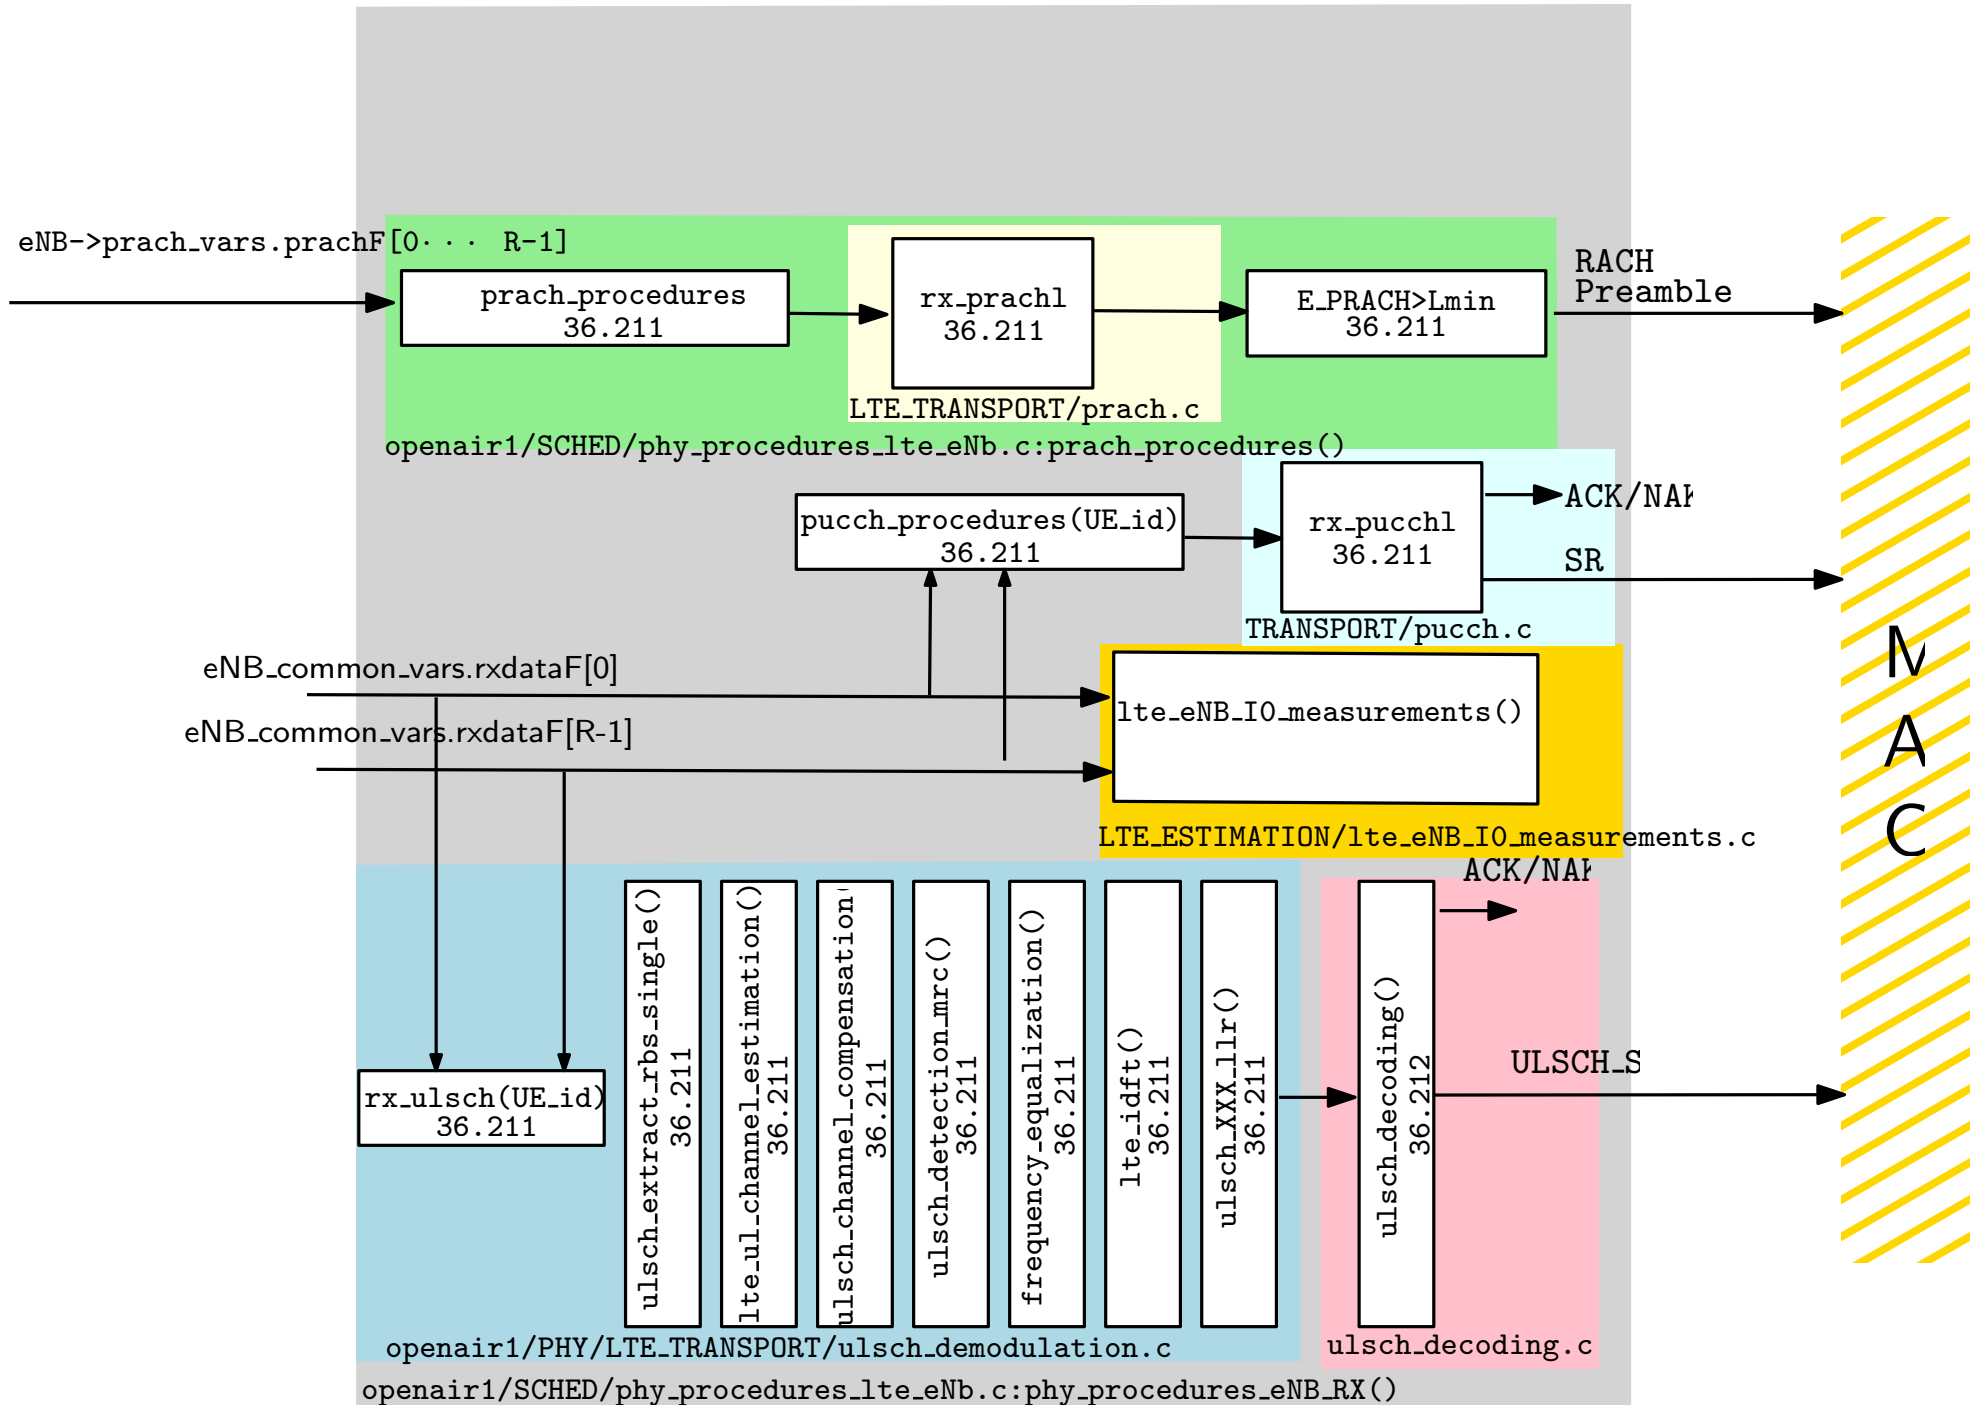 eNB->prach_vars.prachF[0··· R-1]
prach_procedures
36.211
rx_prachl
36.211
E_PRACH>Lmin
36.211
RACH
Preamble
LTE_TRANSPORT/prach.c
openair1/SCHED/phy_procedures_lte_eNb.c:prach_procedures()
pucch_procedures(UE_id)
36.211
rx_pucchl
36.211
ACK/NAK
SR
TRANSPORT/pucch.c
eNB_common_vars.rxdataF[0]
eNB_common_vars.rxdataF[R-1]
lte_eNB_I0_measurements()
LTE_ESTIMATION/lte_eNB_I0_measurements.c
M
A
C
rx_ulsch(UE_id)
36.211
ulsch_extract_rbs_single()
36.211
lte_ul_channel_estimation()
36.211
ulsch_channel_compensation(
36.211
ulsch_detection_mrc()
36.211
frequency_equalization()
36.211
lte_idft()
36.211
ulsch_XXX_llr()
36.211
ulsch_decoding()
36.212
ACK/NAK
ULSCH_S
openair1/PHY/LTE_TRANSPORT/ulsch_demodulation.c
ulsch_decoding.c
openair1/SCHED/phy_procedures_lte_eNb.c:phy_procedures_eNB_RX()